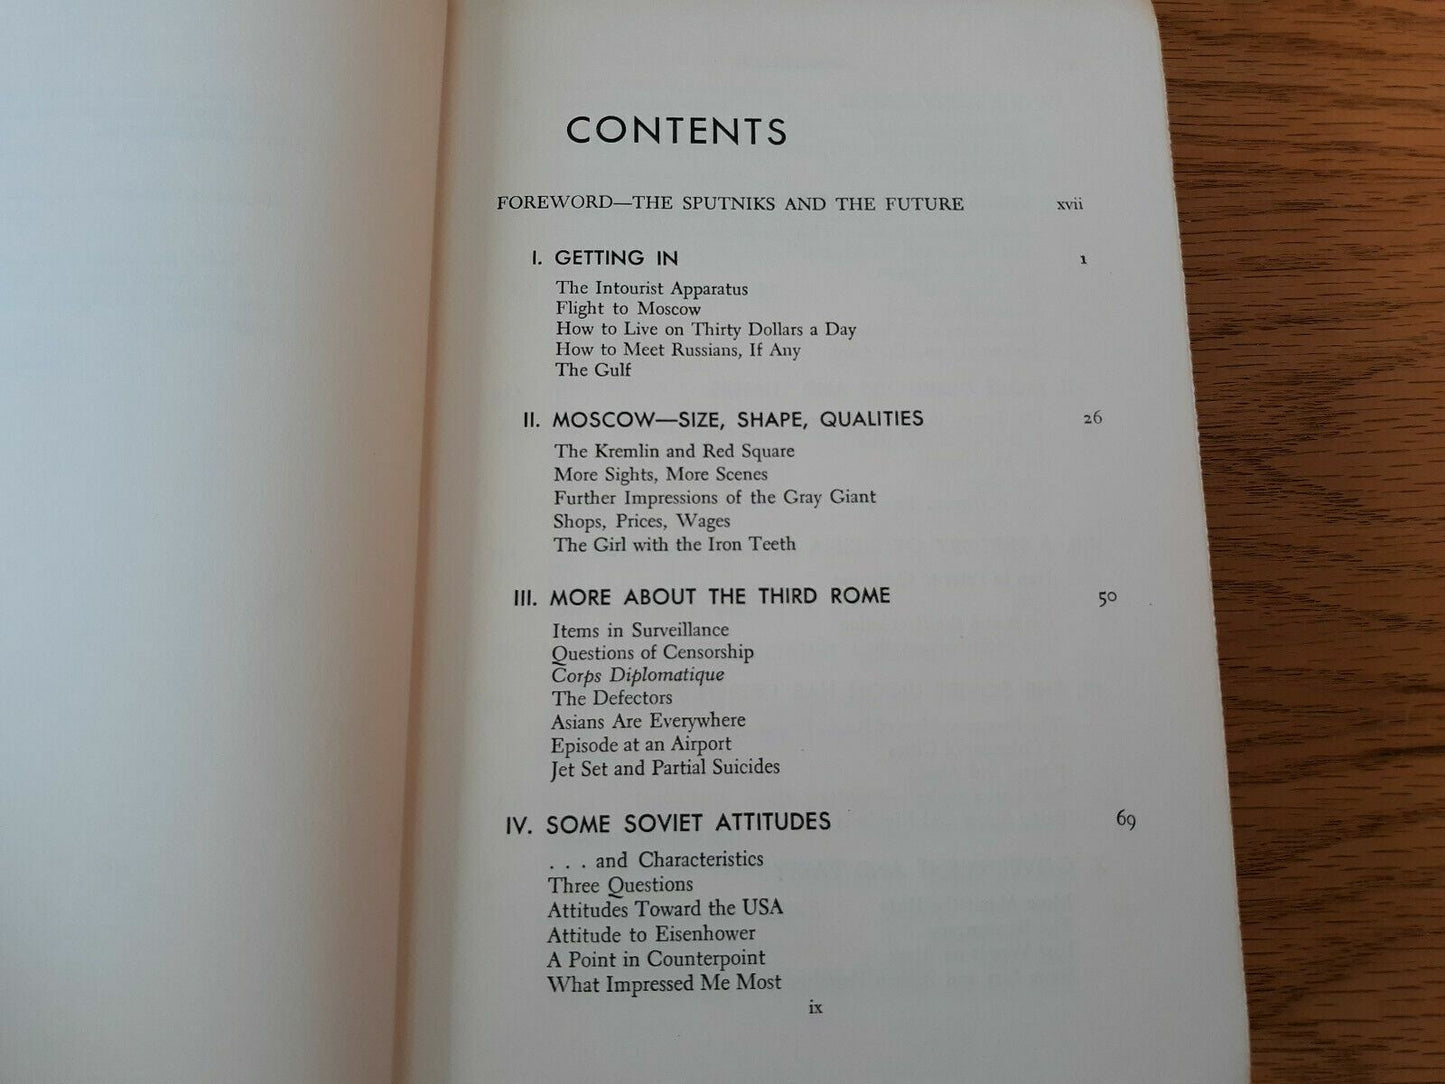 CONTENTS
FOREWORD—THE SPUTNIKS AND THE FUTURE xvii
I. GETTING IN 1
The Intourist Apparatus
Flight to Moscow
How to Live on Thirty Dollars a Day
How to Meet Russians, If Any
The Gulf
II. MOSCOW—SIZE, SHAPE, QUALITIES 26
The Kremlin and Red Square
More Sights, More Scenes
Further Impressions of the Gray Giant
Shops, Prices, Wages
The Girl with the Iron Teeth
III. MORE ABOUT THE THIRD ROME 50
Items in Surveillance
Questions of Censorship
Corps Diplomatique
The Defectors
Asians Are Everywhere
Episode at an Airport
Jet Set and Partial Suicides
IV. SOME SOVIET ATTITUDES 69
. . . and Characteristics
Three Questions
Attitudes Toward the USA
Attitude to Eisenhower
A Point in Counterpoint
What Impressed Me Most
ix